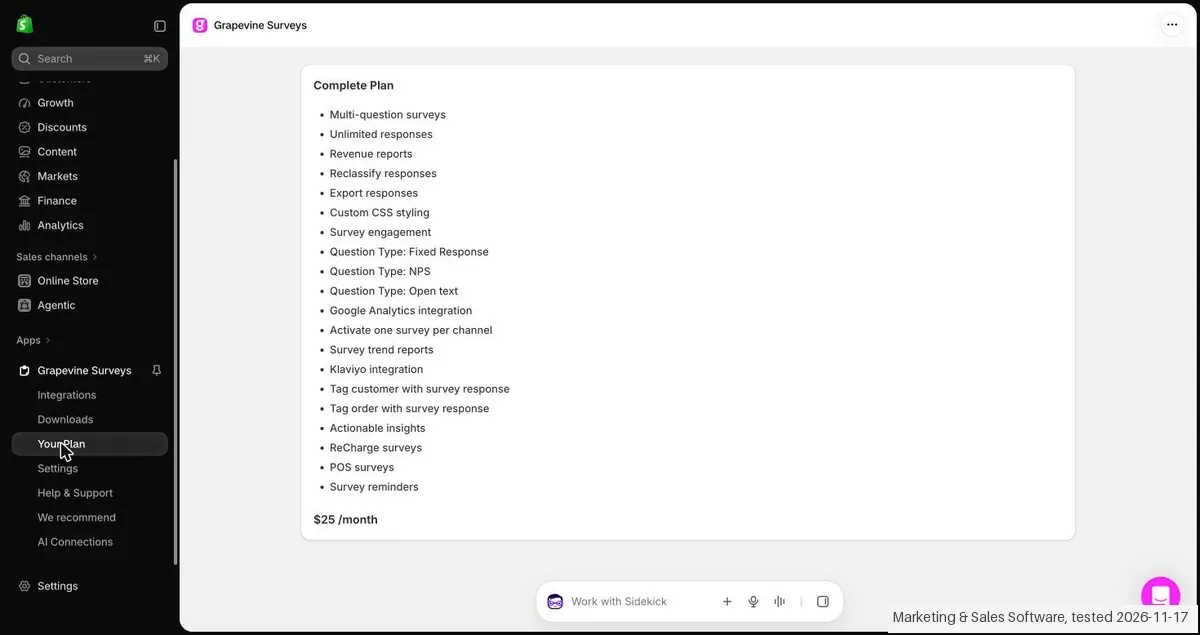 Search
⌘K
Growth
Discounts
Content
Markets
Finance
Analytics
Sales channels
Online Store
Agentic
Apps
Grapevine Surveys
Integrations
Downloads
Your Plan
Settings
Help & Support
We recommend
AI Connections
Settings
Grapevine Surveys
Complete Plan
• Multi-question surveys
• Unlimited responses
• Revenue reports
• Reclassify responses
• Export responses
• Custom CSS styling
• Survey engagement
• Question Type: Fixed Response
• Question Type: NPS
• Question Type: Open text
• Google Analytics integration
• Activate one survey per channel
• Survey trend reports
• Klaviyo integration
• Tag customer with survey response
• Tag order with survey response
• Actionable insights
• ReCharge surveys
• POS surveys
• Survey reminders
$25 /month
Work with Sidekick
Marketing & Sales Software, tested 2026-11-17